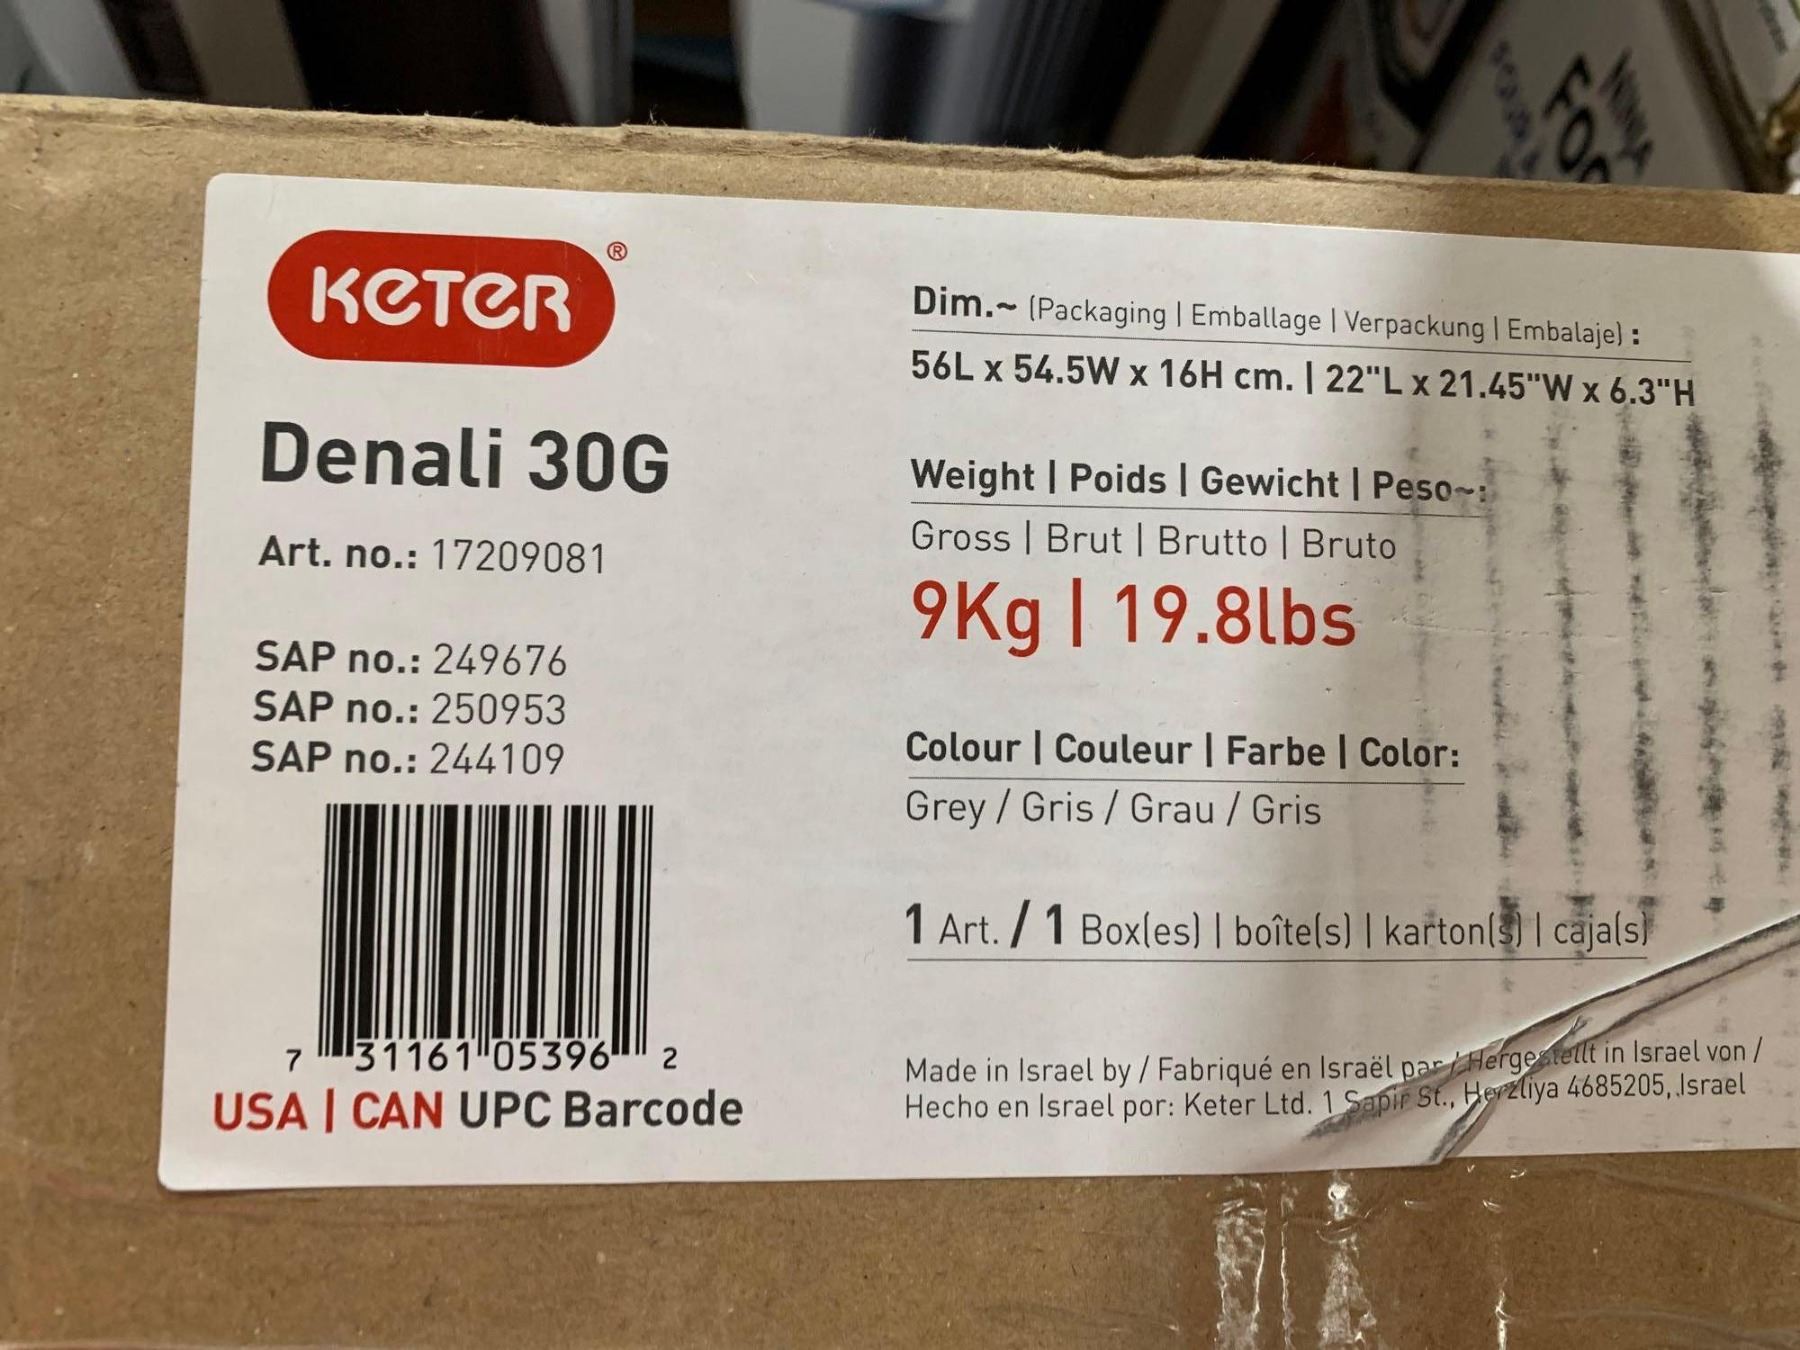 KETER®
Denali 30G
Art. no.: 17209081
SAP no.: 249676
SAP no.: 250953
SAP no.: 244109
7 31161 05396 2
USA | CAN UPC Barcode
Dim.~ (Packaging | Emballage | Verpackung | Embalaje) :
56L x 54.5W x 16H cm. | 22"L x 21.45"W x 6.3"H
Weight | Poids | Gewicht | Peso~:
Gross | Brut | Brutto | Bruto
9Kg | 19.8lbs
Colour | Couleur | Farbe | Color:
Grey / Gris / Grau / Gris
1 Art. / 1 Box(es) | boîte(s) | karton(s) | caja(s)
Made in Israel by / Fabriqué en Israël par / Hergestellt in Israel von /
Hecho en Israel por: Keter Ltd. 1 Sapir St., Herzliya 4685205, Israel